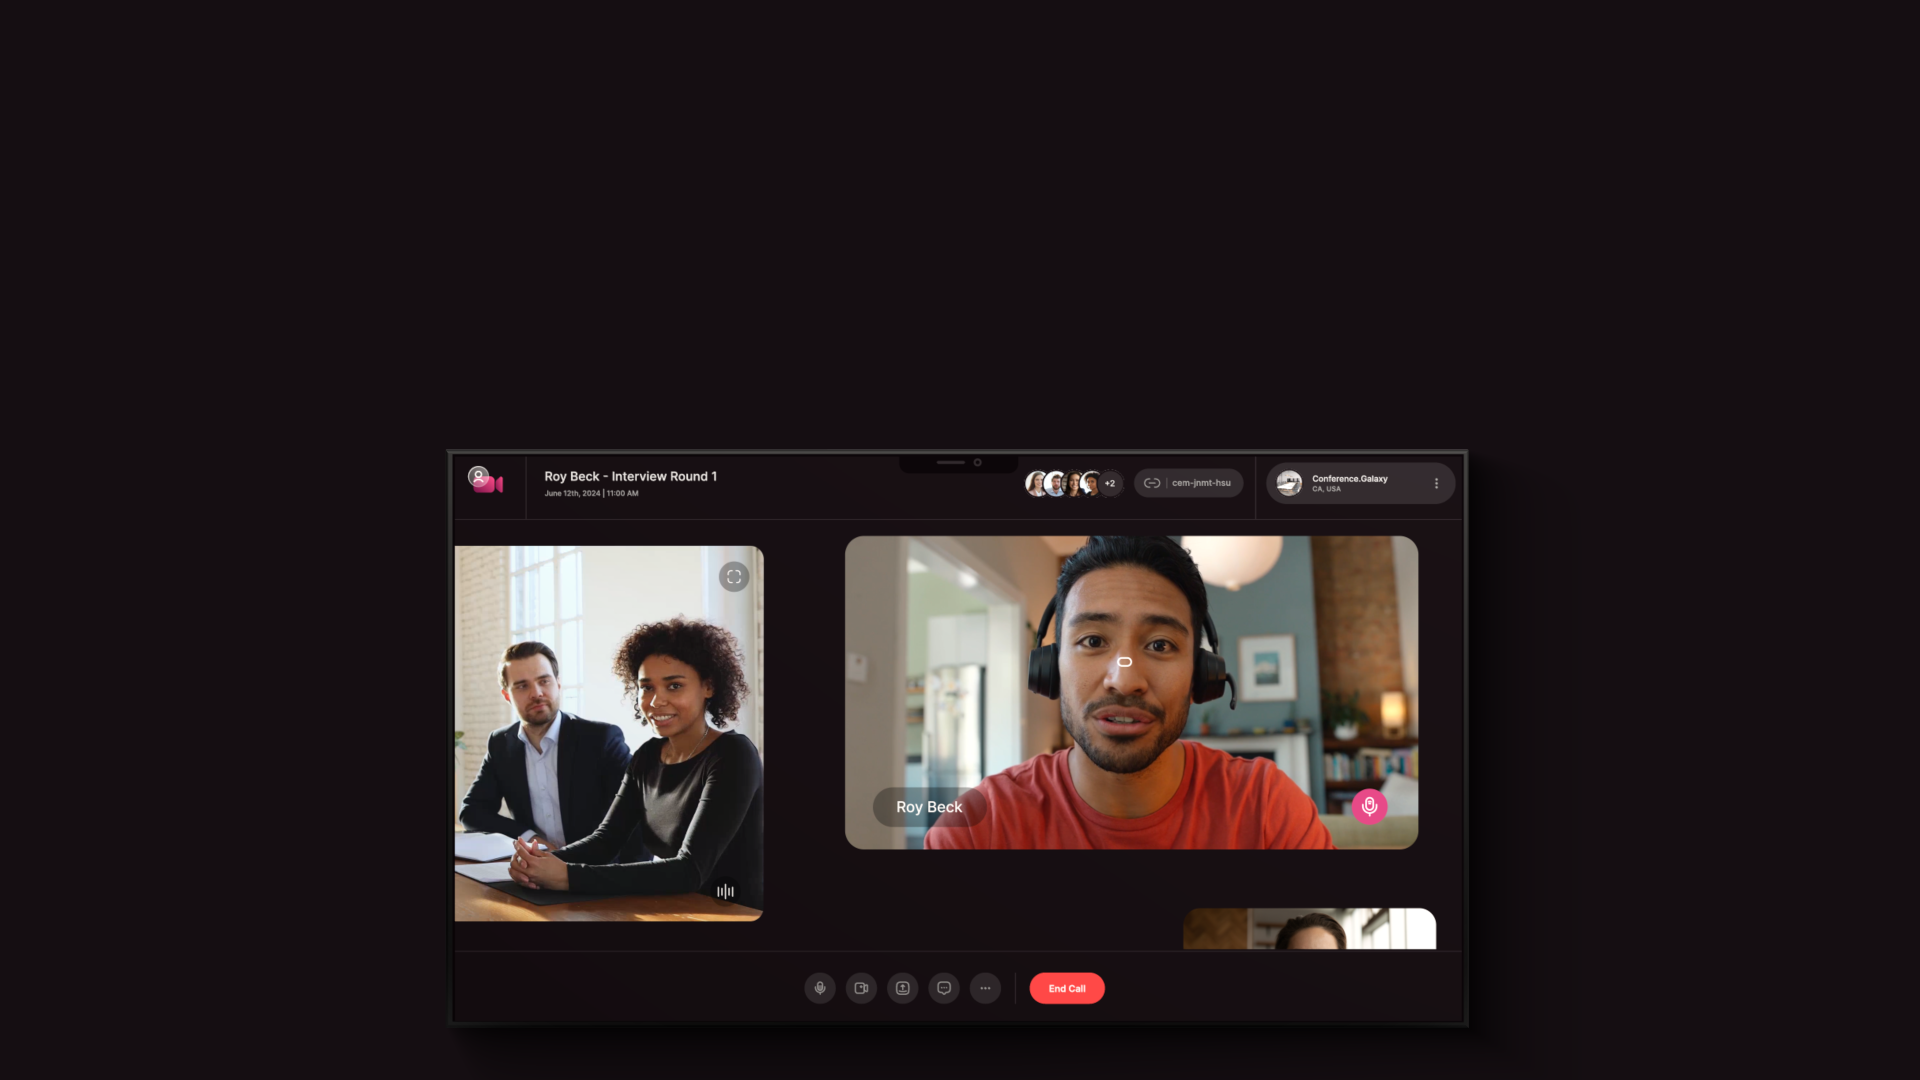 Roy Beck - Interview Round 1
June 12th, 2024 | 11:00 AM
+2
cem-jnmt-hsu
Conference.Galaxy
CA, USA
Roy Beck
End Call